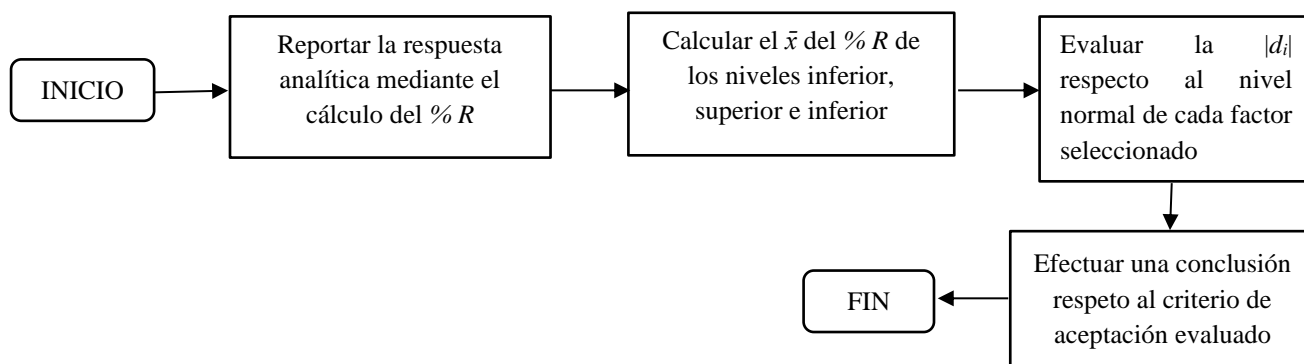 INICIO
Reportar la respuesta
analítica mediante el
cálculo del % R
Calcular el x̄ del % R de
los niveles inferior,
superior e inferior
Evaluar la |dᵢ|
respecto al nivel
normal de cada factor
seleccionado
Efectuar una conclusión
respeto al criterio de
aceptación evaluado
FIN